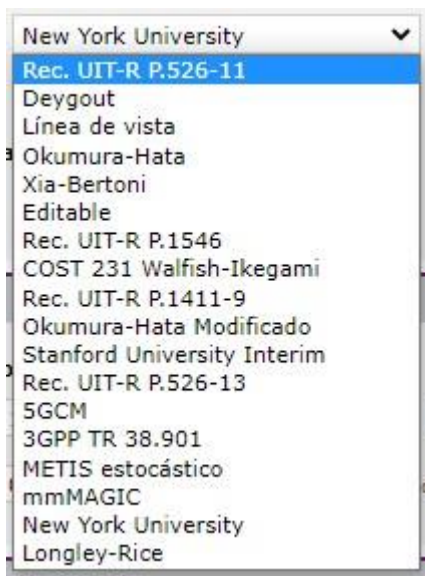 New York University
Rec. UIT-R P.526-11
Deygout
Línea de vista
Okumura-Hata
Xia-Bertoni
Editable
Rec. UIT-R P.1546
COST 231 Walfish-Ikegami
Rec. UIT-R P.1411-9
Okumura-Hata Modificado
Stanford University Interim
Rec. UIT-R P.526-13
5GCM
3GPP TR 38.901
METIS estocástico
mmMAGIC
New York University
Longley-Rice